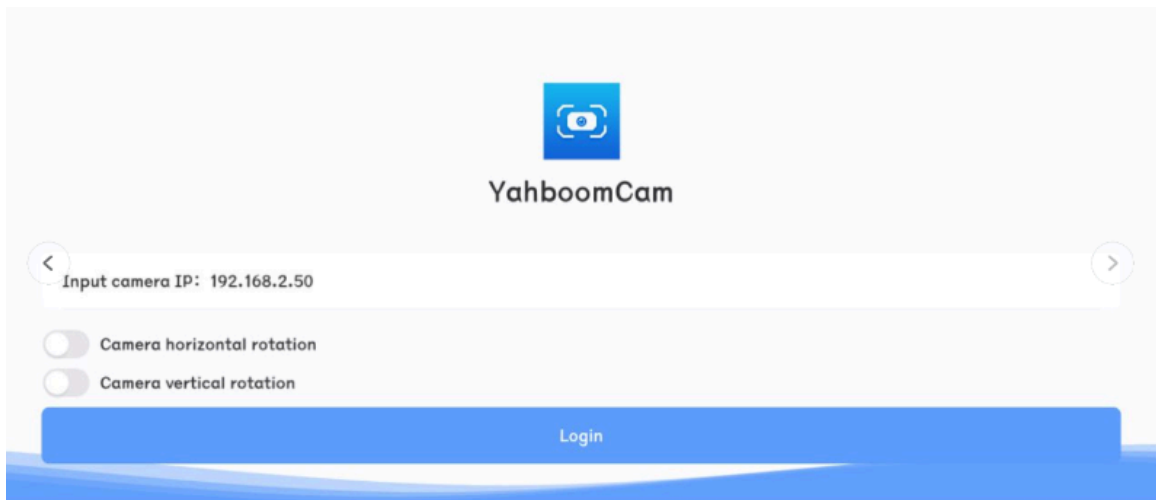 YahboomCam
Input camera IP: 192.168.2.50
Camera horizontal rotation
Camera vertical rotation
Login